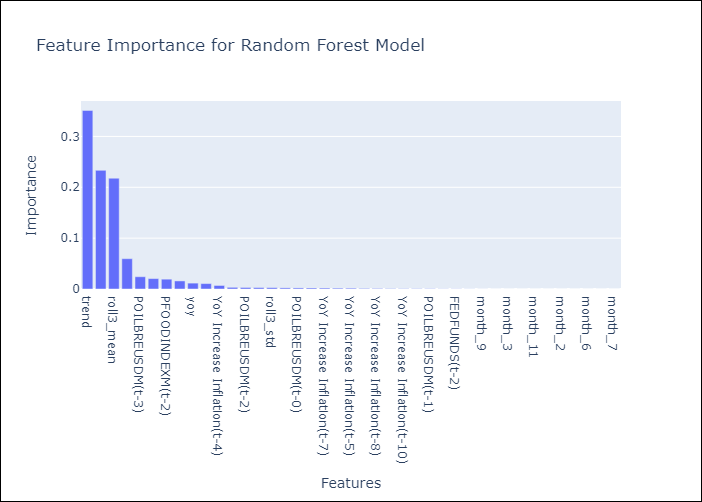 Feature Importance for Random Forest Model
Importance
0.3
0.2
0.1
0
trend
roll3_mean
POILBREUSDM(t-3)
PFOODINDEXM(t-2)
yoy
YoY Increase Inflation(t-4)
POILBREUSDM(t-2)
roll3_std
POILBREUSDM(t-0)
YoY Increase Inflation(t-7)
YoY Increase Inflation(t-5)
YoY Increase Inflation(t-8)
YoY Increase Inflation(t-10)
POILBREUSDM(t-1)
FEDFUNDS(t-2)
month_9
month_3
month_11
month_2
month_6
month_7
Features